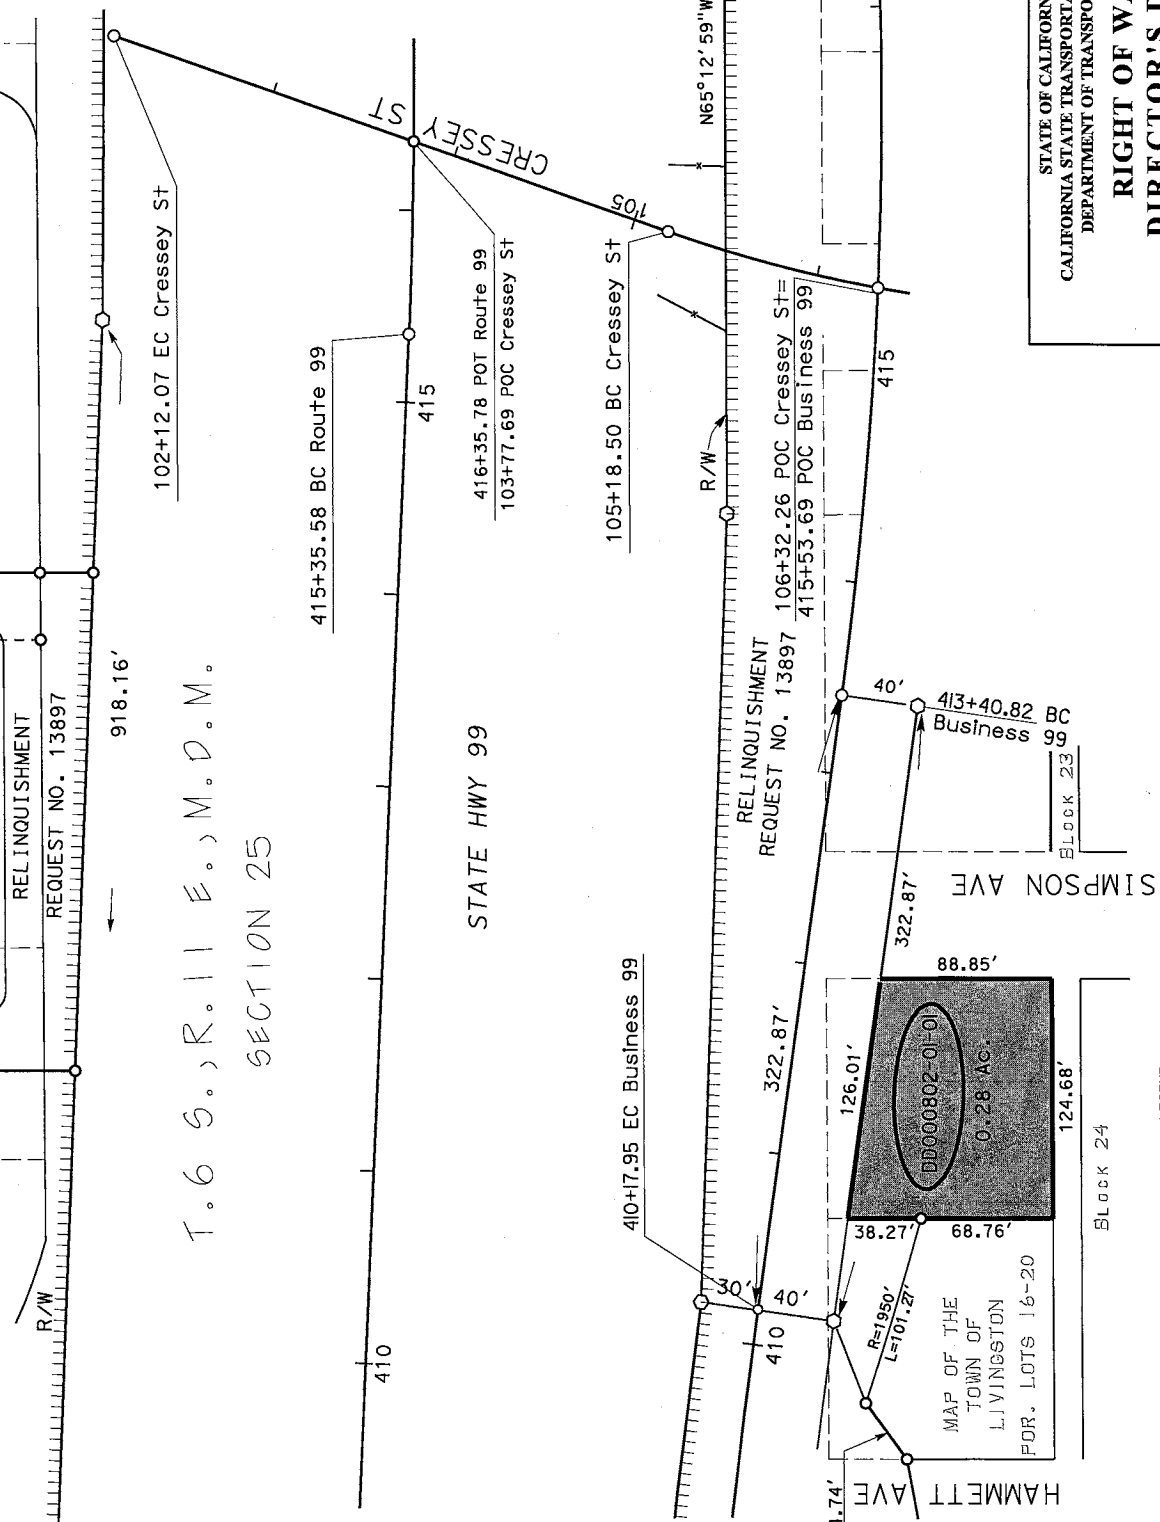 STATE OF CALIFORN
CALIFORNIA STATE TRANSPORTA
DEPARTMENT OF TRANSPO
RIGHT OF WA
DIRECTOR'S D
N65°12'59"W
CRESSEY ST
105
102+12.07 EC Cressey St
415+35.58 BC Route 99
415
416+35.78 POT Route 99
103+77.69 POC Cressey St
105+18.50 BC Cressey St
R/W
106+32.26 POC Cressey St=
415+53.69 POC Business 99
415
RELINQUISHMENT
REQUEST NO. 13897
918.16'
T.6 S.,R.11 E.,M.D.M.
SECTION 25
STATE HWY 99
RELINQUISHMENT
REQUEST NO. 13897
40'
413+40.82 BC
Business 99
BLOCK 23
SIMPSON AVE
322.87'
322.87'
88.85'
126.01'
DD000802-01-01
0.28 Ac.
124.68'
BLOCK 24
410+17.95 EC Business 99
38.27'
68.76'
30'
40'
R=1950'
L=101.27'
MAP OF THE
TOWN OF
LIVINGSTON
POR. LOTS 16-20
R/W
410
410
.74'
HAMMETT AVE